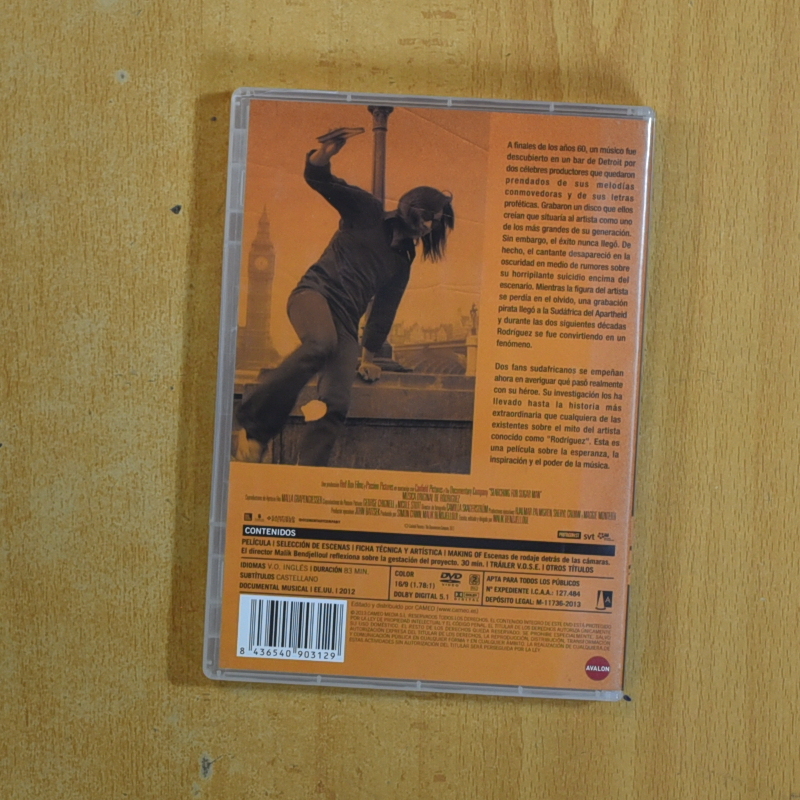 A finales de los años 60, un músico fue
descubierto en un bar de Detroit por
dos célebres productores que quedaron
prendados de sus melodías
conmovedoras y de sus letras
proféticas. Grabaron un disco que ellos
creían que situaría al artista como uno
de los más grandes de su generación.
Sin embargo, el éxito nunca llegó. De
hecho, el cantante desapareció en la
oscuridad en medio de rumores sobre
su horripilante suicidio encima del
escenario. Mientras la figura del artista
se perdía en el olvido, una grabación
pirata llegó a la Sudáfrica del Apartheid
y durante las dos siguientes décadas
Rodríguez se fue convirtiendo en un
fenómeno.
Dos fans sudafricanos se empeñan
ahora en averiguar qué pasó realmente
con su héroe. Su investigación los ha
llevado hasta la historia más
extraordinaria que cualquiera de las
existentes sobre el mito del artista
conocido como "Rodríguez". Esta es
una película sobre la esperanza, la
inspiración y el poder de la música.
CONTENIDOS
PELÍCULA | SELECCIÓN DE ESCENAS | FICHA TÉCNICA Y ARTÍSTICA | MAKING OF Escenas de rodaje detrás de las cámaras.
El director Malik Bendjelloul reflexiona sobre la gestación del proyecto. 30 min. | TRÁILER V.O.S.E. | OTROS TÍTULOS
IDIOMAS V.O. INGLÉS | DURACIÓN 83 MIN.
SUBTÍTULOS CASTELLANO
DOCUMENTAL MUSICAL | EE.UU. | 2012
COLOR
16/9 (1.78:1)
DOLBY DIGITAL 5.1
DVD
VIDEO
2
APTA PARA TODOS LOS PÚBLICOS
Nº EXPEDIENTE I.C.A.A.: 127.484
DEPÓSITO LEGAL: M-11736-2013
A
svt
Editado y distribuido por CAMEO (www.cameo.es)
8 436540 903129
AVALON